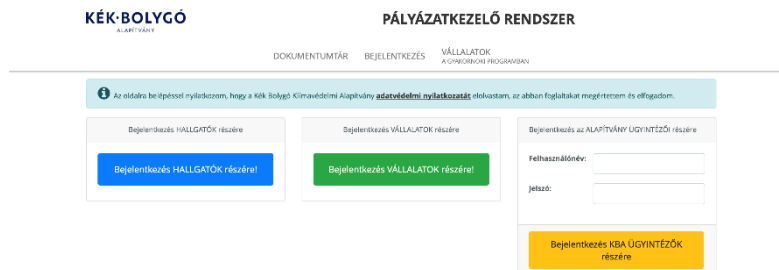 KÉK·BOLYGÓ
ALAPÍTVÁNY
PÁLYÁZATKEZELŐ RENDSZER
DOKUMENTUMTÁR BEJELENTKEZÉS VÁLLALATOK
A GYAKORNOKI PROGRAMBAN
Az oldalra belépéssel nyilatkozom, hogy a Kék Bolygó Klímavédelmi Alapítvány adatvédelmi nyilatkozatát elolvastam, az abban foglaltakat megértettem és elfogadom.
Bejelentkezés HALLGATÓK részére
Bejelentkezés HALLGATÓK részére!
Bejelentkezés VÁLLALATOK részére
Bejelentkezés VÁLLALATOK részére!
Bejelentkezés az ALAPÍTVÁNY ÜGYINTÉZŐI részére
Felhasználónév:
Jelszó:
Bejelentkezés KBA ÜGYINTÉZŐK
részére